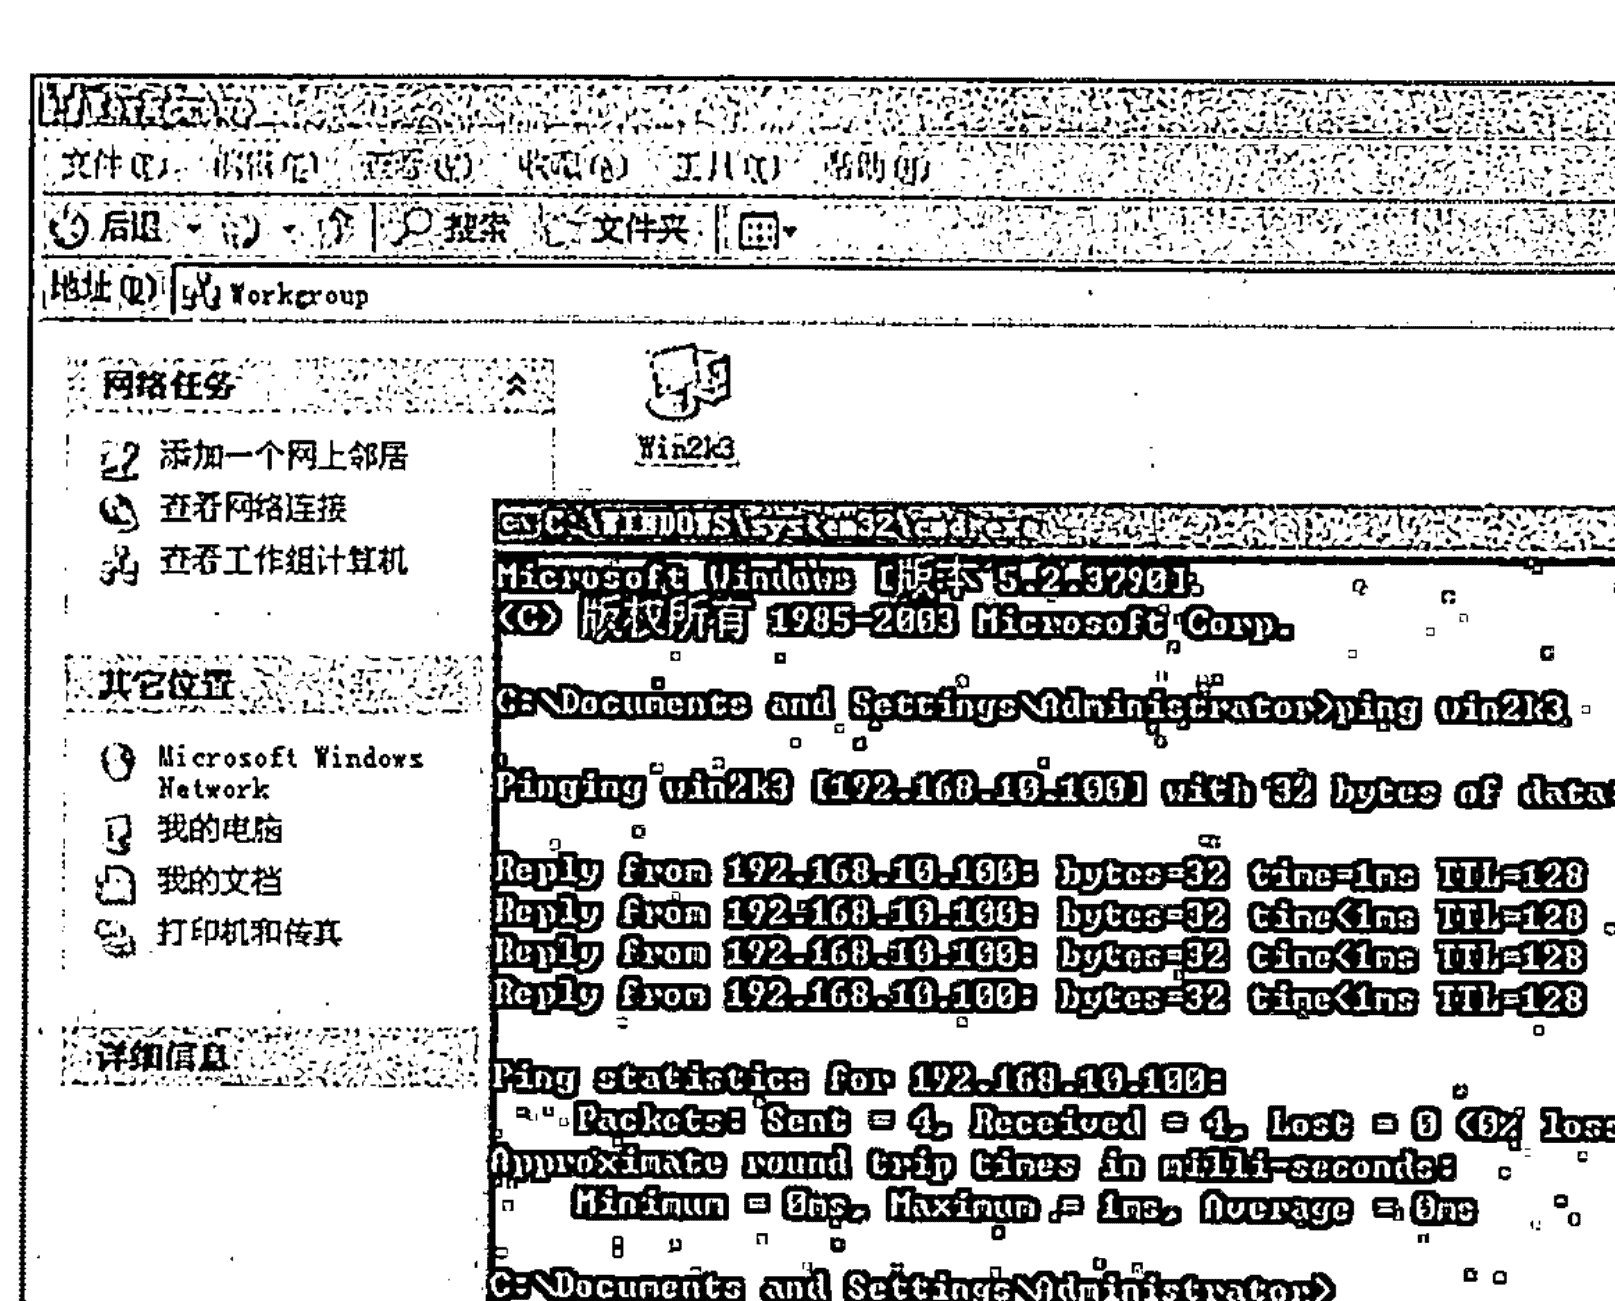 Workgroup
文件(F) 编辑(E) 查看(V) 收藏(A) 工具(T) 帮助(H)
后退 搜索 文件夹
地址(D) Workgroup
网络任务
添加一个网上邻居
查看网络连接
查看工作组计算机
其它位置
Microsoft Windows
Network
我的电脑
我的文档
打印机和传真
详细信息
Win2k3
C:\WINDOWS\system32\cmd.exe
Microsoft Windows [版本 5.2.3790]
(C) 版权所有 1985-2003 Microsoft Corp.
C:\Documents and Settings\Administrator>ping win2k3
Pinging win2k3 [192.168.10.100] with 32 bytes of data:
Reply from 192.168.10.100: bytes=32 time=1ms TTL=128
Reply from 192.168.10.100: bytes=32 time<1ms TTL=128
Reply from 192.168.10.100: bytes=32 time<1ms TTL=128
Reply from 192.168.10.100: bytes=32 time<1ms TTL=128
Ping statistics for 192.168.10.100:
Packets: Sent = 4, Received = 4, Lost = 0 (0% loss
Approximate round trip times in milli-seconds:
Minimum = 0ms, Maximum = 1ms, Average = 0ms
C:\Documents and Settings\Administrator>